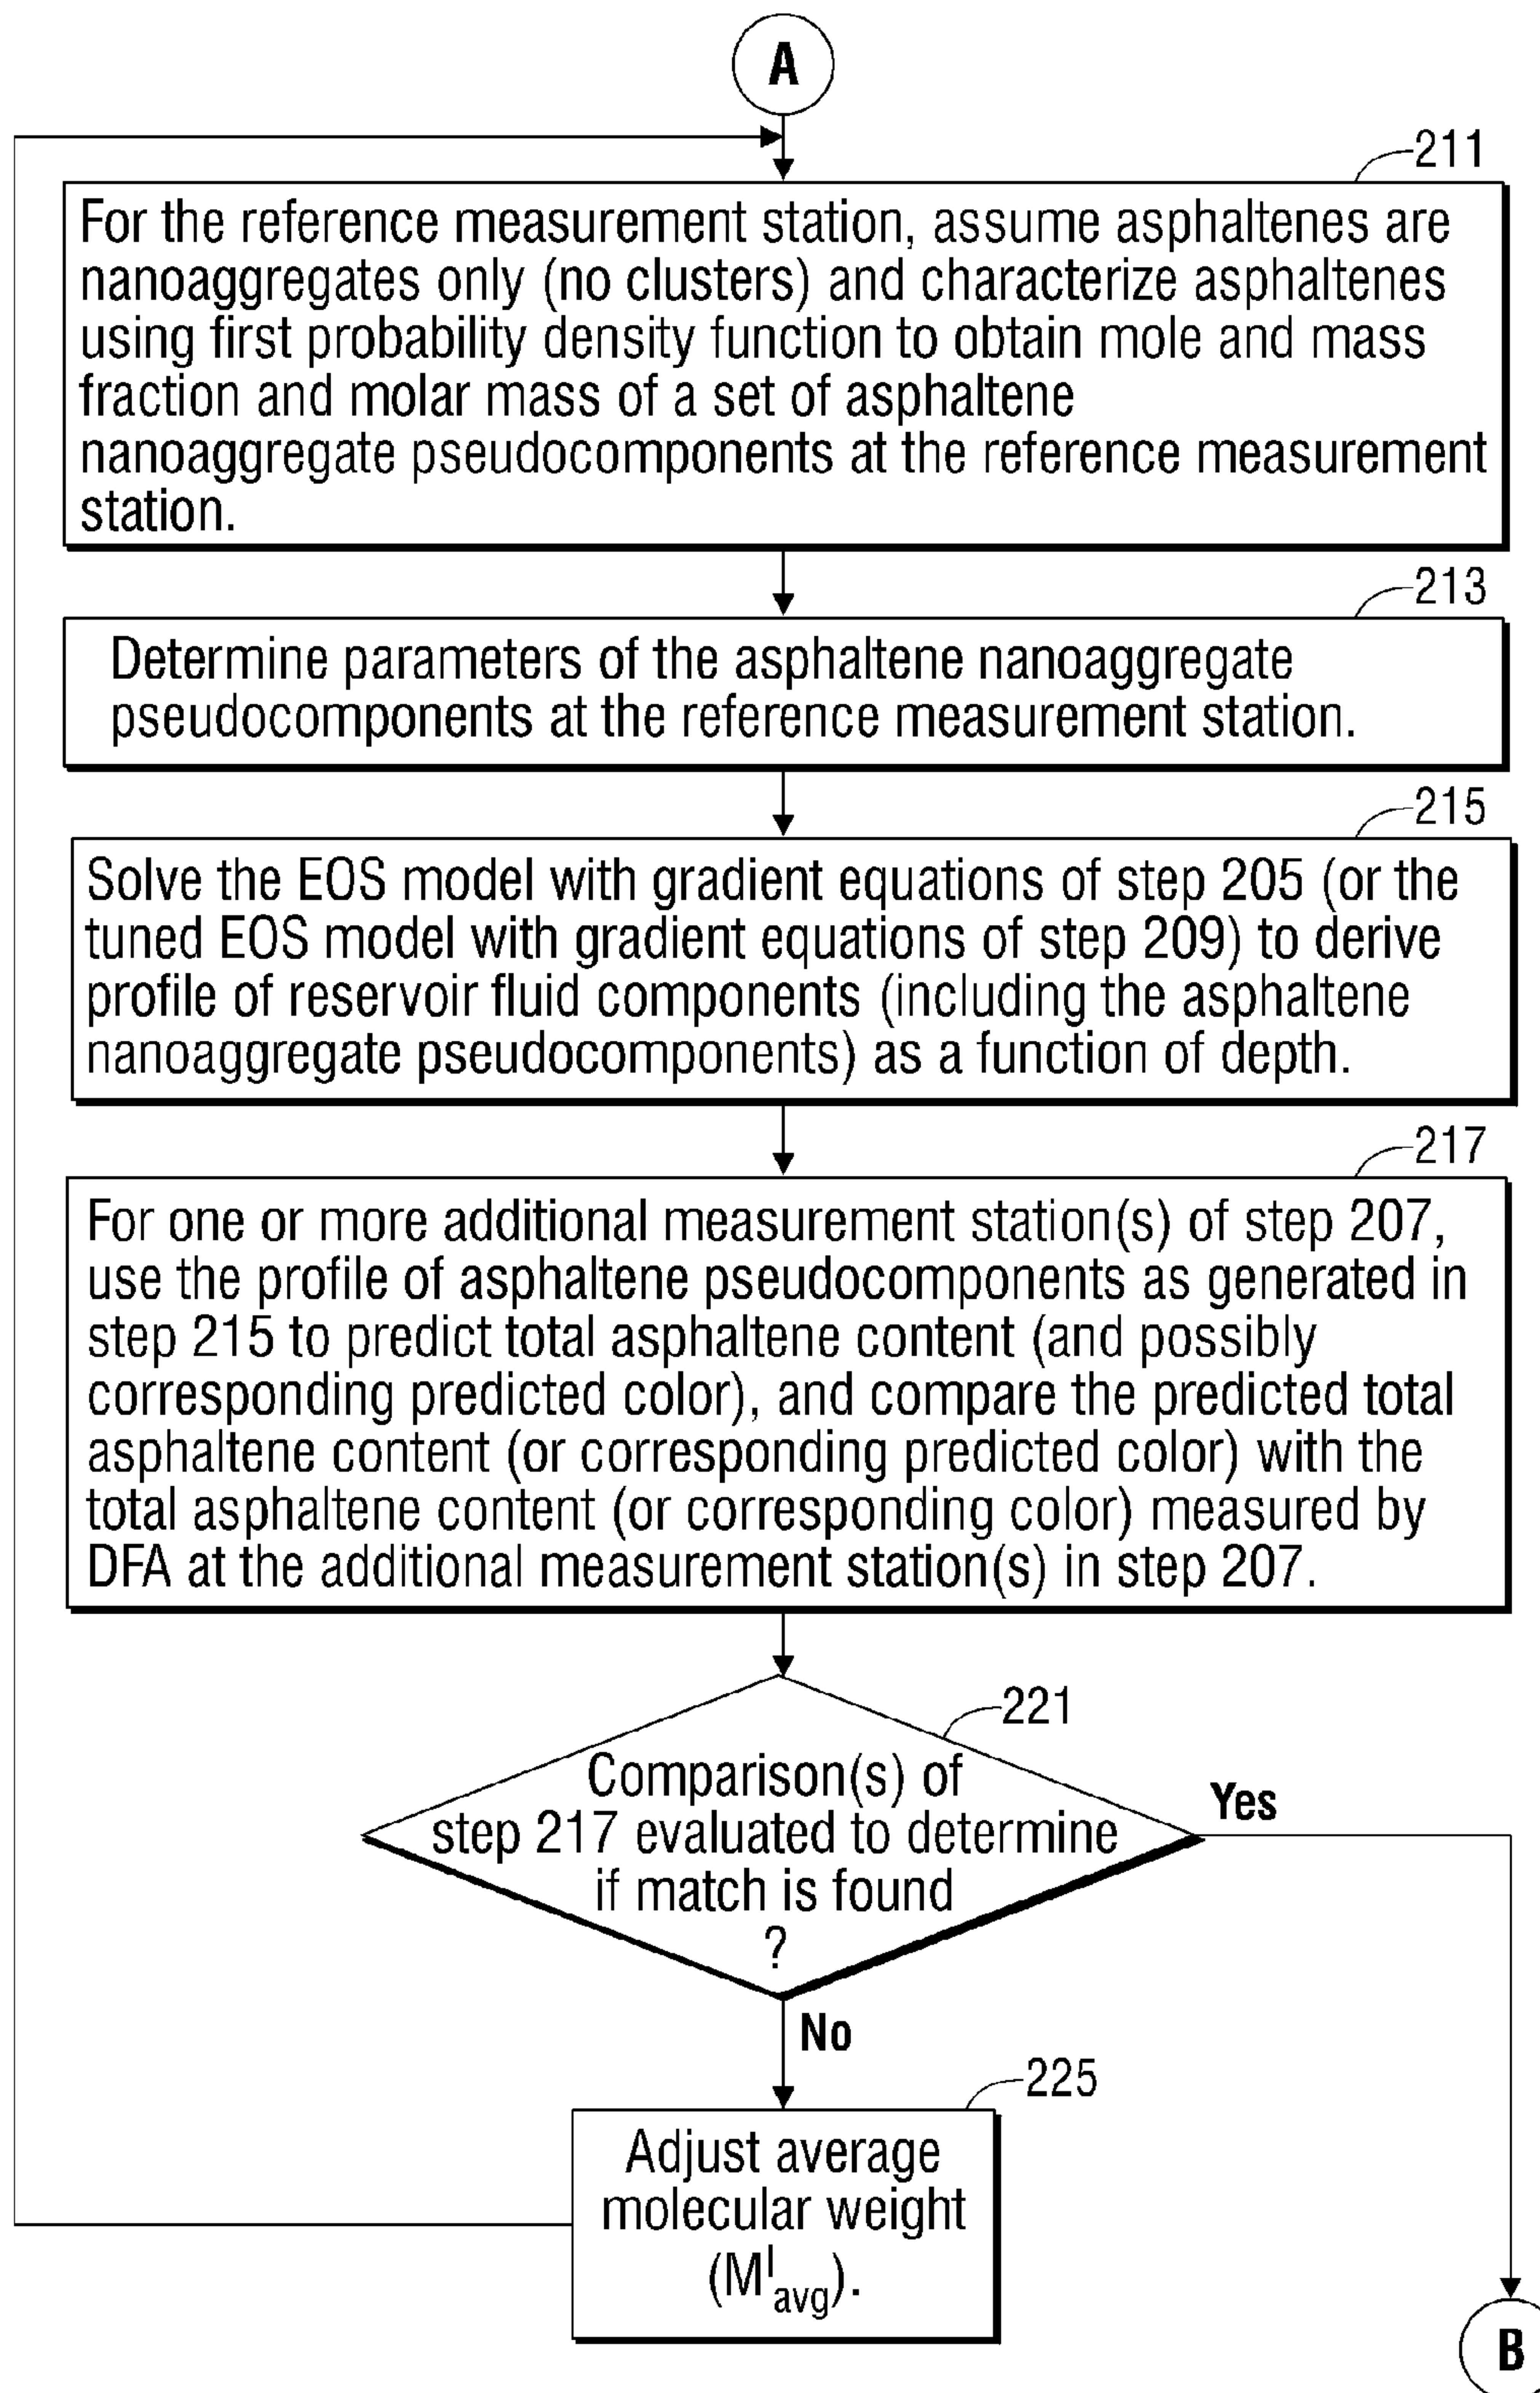 A
211
For the reference measurement station, assume asphaltenes are
nanoaggregates only (no clusters) and characterize asphaltenes
using first probability density function to obtain mole and mass
fraction and molar mass of a set of asphaltene
nanoaggregate pseudocomponents at the reference measurement
station.
213
Determine parameters of the asphaltene nanoaggregate
pseudocomponents at the reference measurement station.
215
Solve the EOS model with gradient equations of step 205 (or the
tuned EOS model with gradient equations of step 209) to derive
profile of reservoir fluid components (including the asphaltene
nanoaggregate pseudocomponents) as a function of depth.
217
For one or more additional measurement station(s) of step 207,
use the profile of asphaltene pseudocomponents as generated in
step 215 to predict total asphaltene content (and possibly
corresponding predicted color), and compare the predicted total
asphaltene content (or corresponding predicted color) with the
total asphaltene content (or corresponding color) measured by
DFA at the additional measurement station(s) in step 207.
221
Comparison(s) of
step 217 evaluated to determine
if match is found
?
Yes
No
225
Adjust average
molecular weight
(M^I_avg).
B